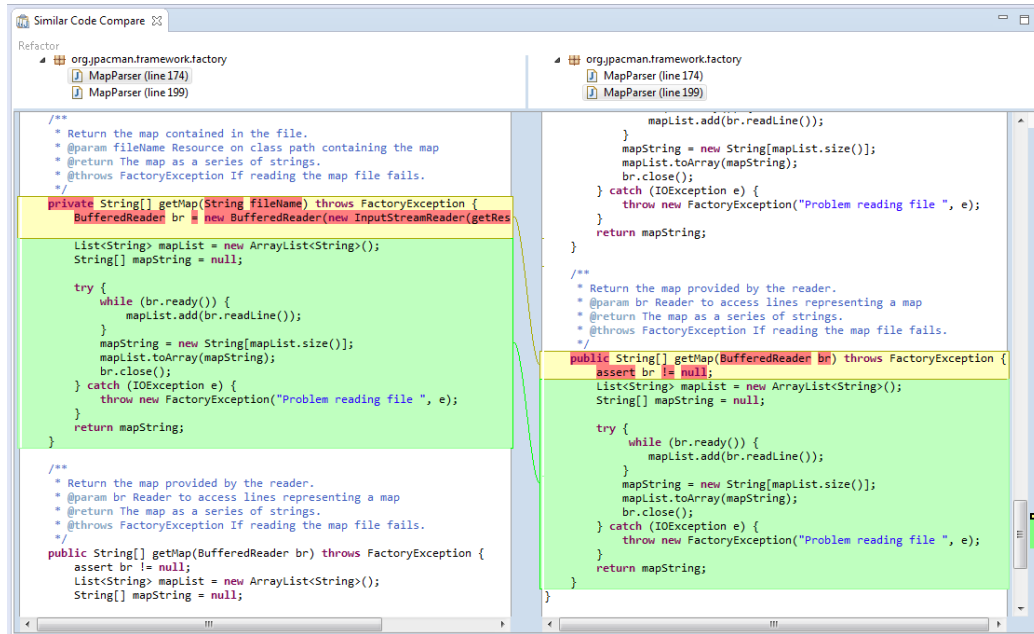 Similar Code Compare
Refactor
org.jpacman.framework.factory
MapParser (line 174)
MapParser (line 199)
/**
* Return the map contained in the file.
* @param fileName Resource on class path containing the map
* @return The map as a series of strings.
* @throws FactoryException If reading the map file fails.
*/
private String[] getMap(String fileName) throws FactoryException {
BufferedReader br = new BufferedReader(new InputStreamReader(getRes
List<String> mapList = new ArrayList<String>();
String[] mapString = null;
try {
while (br.ready()) {
mapList.add(br.readLine());
}
mapString = new String[mapList.size()];
mapList.toArray(mapString);
br.close();
} catch (IOException e) {
throw new FactoryException("Problem reading file ", e);
}
return mapString;
}
/**
* Return the map provided by the reader.
* @param br Reader to access lines representing a map
* @return The map as a series of strings.
* @throws FactoryException If reading the map file fails.
*/
public String[] getMap(BufferedReader br) throws FactoryException {
assert br != null;
List<String> mapList = new ArrayList<String>();
String[] mapString = null;
org.jpacman.framework.factory
MapParser (line 174)
MapParser (line 199)
mapList.add(br.readLine());
}
mapString = new String[mapList.size()];
mapList.toArray(mapString);
br.close();
} catch (IOException e) {
throw new FactoryException("Problem reading file ", e);
}
return mapString;
}
/**
* Return the map provided by the reader.
* @param br Reader to access lines representing a map
* @return The map as a series of strings.
* @throws FactoryException If reading the map file fails.
*/
public String[] getMap(BufferedReader br) throws FactoryException {
assert br != null;
List<String> mapList = new ArrayList<String>();
String[] mapString = null;
try {
while (br.ready()) {
mapList.add(br.readLine());
}
mapString = new String[mapList.size()];
mapList.toArray(mapString);
br.close();
} catch (IOException e) {
throw new FactoryException("Problem reading file ", e);
}
return mapString;
}
}